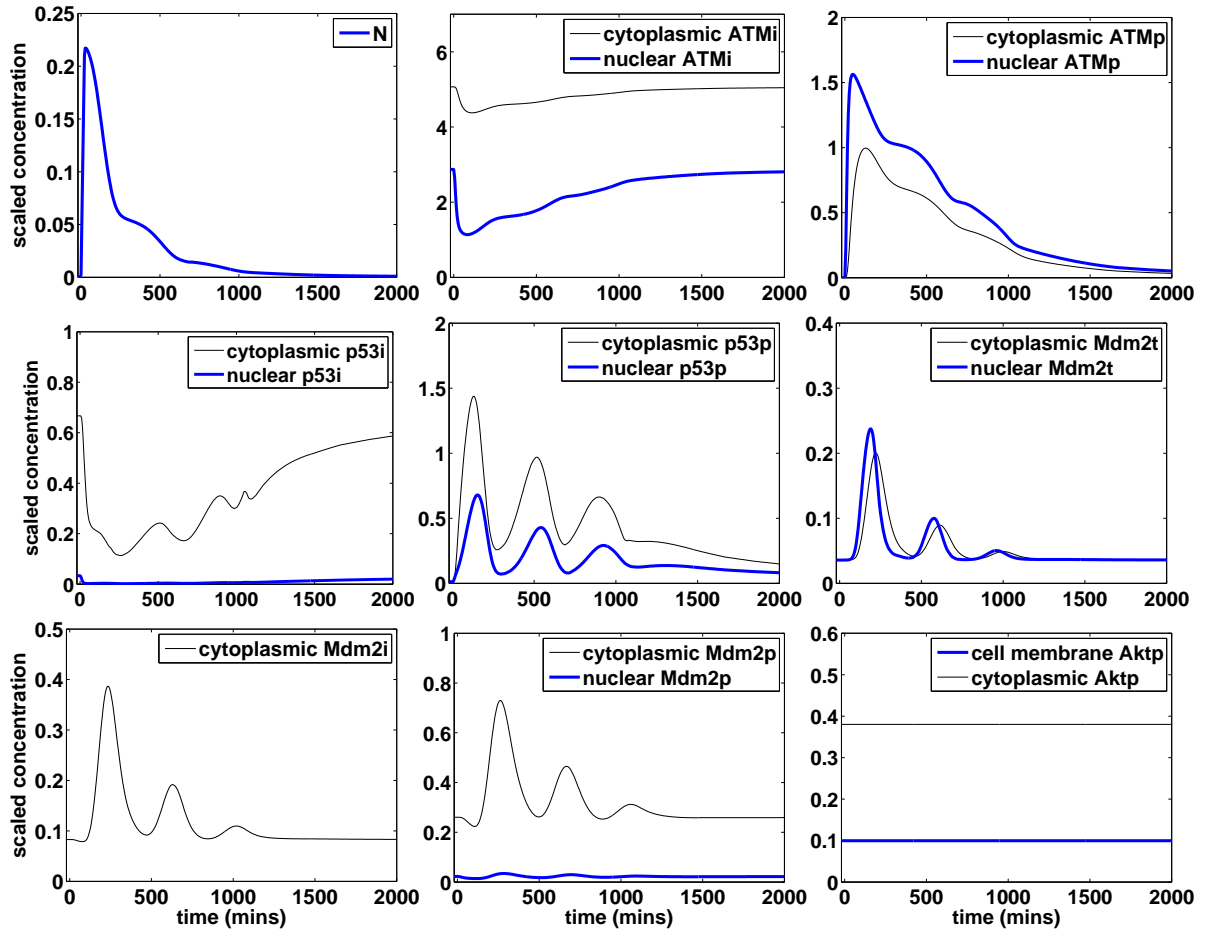 scaled concentration
0.25
0.2
0.15
0.1
0.05
0
0 500 1000 1500 2000
N
6
4
2
0
0 500 1000 1500 2000
cytoplasmic ATMi
nuclear ATMi
2
1.5
1
0.5
0
0 500 1000 1500 2000
cytoplasmic ATMp
nuclear ATMp
scaled concentration
1
0.8
0.6
0.4
0.2
0
0 500 1000 1500 2000
cytoplasmic p53i
nuclear p53i
2
1.5
1
0.5
0
0 500 1000 1500 2000
cytoplasmic p53p
nuclear p53p
0.4
0.3
0.2
0.1
0
0 500 1000 1500 2000
cytoplasmic Mdm2t
nuclear Mdm2t
scaled concentration
0.5
0.4
0.3
0.2
0.1
0
0 500 1000 1500 2000
time (mins)
cytoplasmic Mdm2i
1
0.8
0.6
0.4
0.2
0
0 500 1000 1500 2000
time (mins)
cytoplasmic Mdm2p
nuclear Mdm2p
0.6
0.5
0.4
0.3
0.2
0.1
0
0 500 1000 1500 2000
time (mins)
cell membrane Aktp
cytoplasmic Aktp